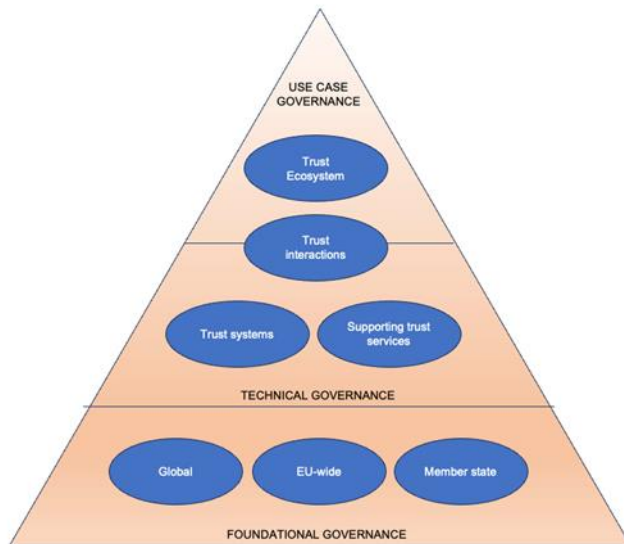 USE CASE
GOVERNANCE
Trust
Ecosystem
Trust
interactions
Trust systems
Supporting trust
services
TECHNICAL GOVERNANCE
Global
EU-wide
Member state
FOUNDATIONAL GOVERNANCE